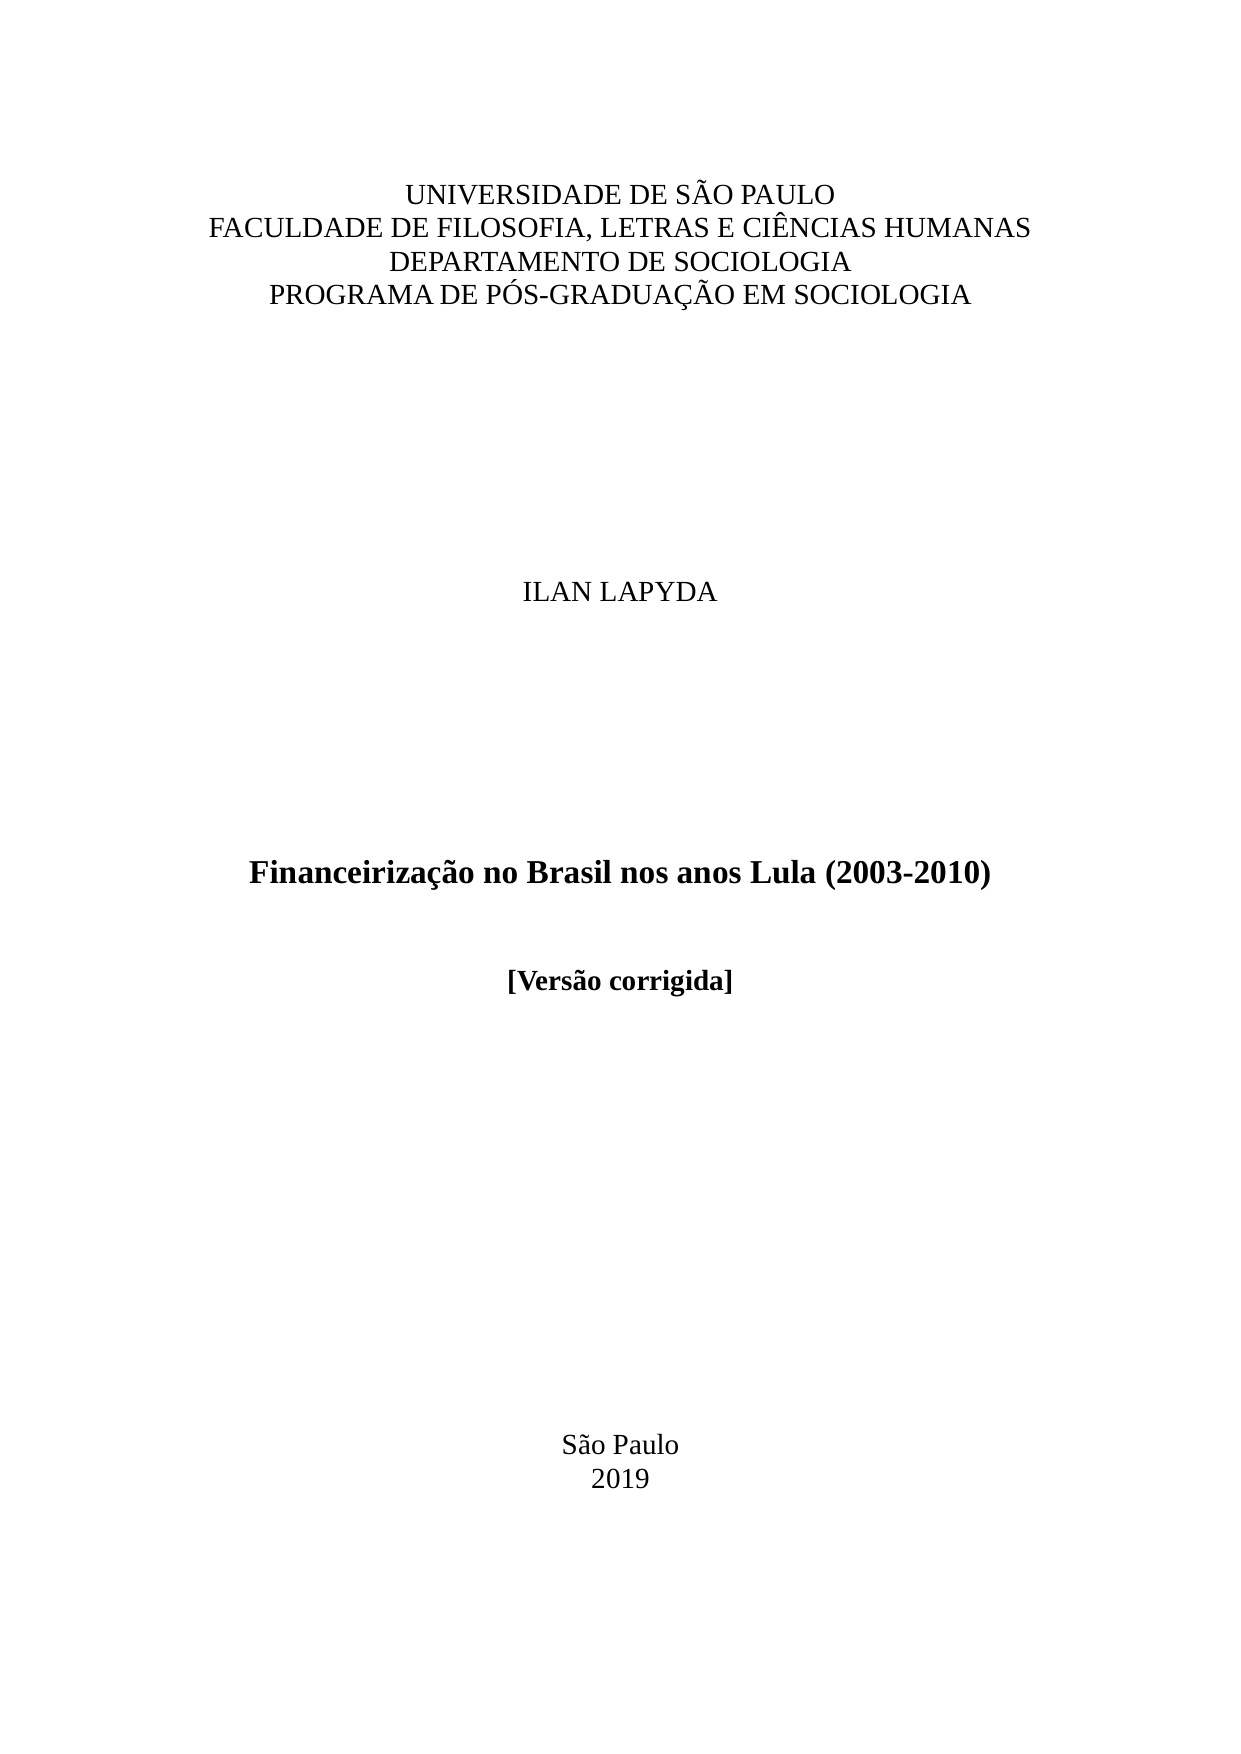 UNIVERSIDADE DE SÃO PAULO
FACULDADE DE FILOSOFIA, LETRAS E CIÊNCIAS HUMANAS
DEPARTAMENTO DE SOCIOLOGIA
PROGRAMA DE PÓS-GRADUAÇÃO EM SOCIOLOGIA
ILAN LAPYDA
Financeirização no Brasil nos anos Lula (2003-2010)
[Versão corrigida]
São Paulo
2019